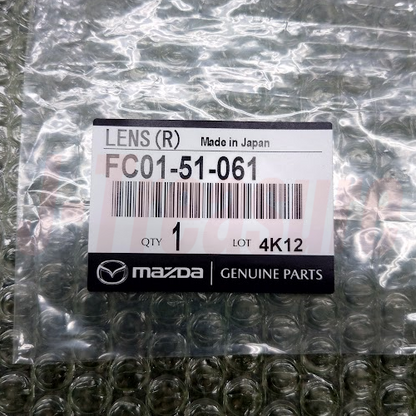 LENS (R) Made in Japan
FC01-51-061
QTY 1 LOT 4K12
mazda GENUINE PARTS